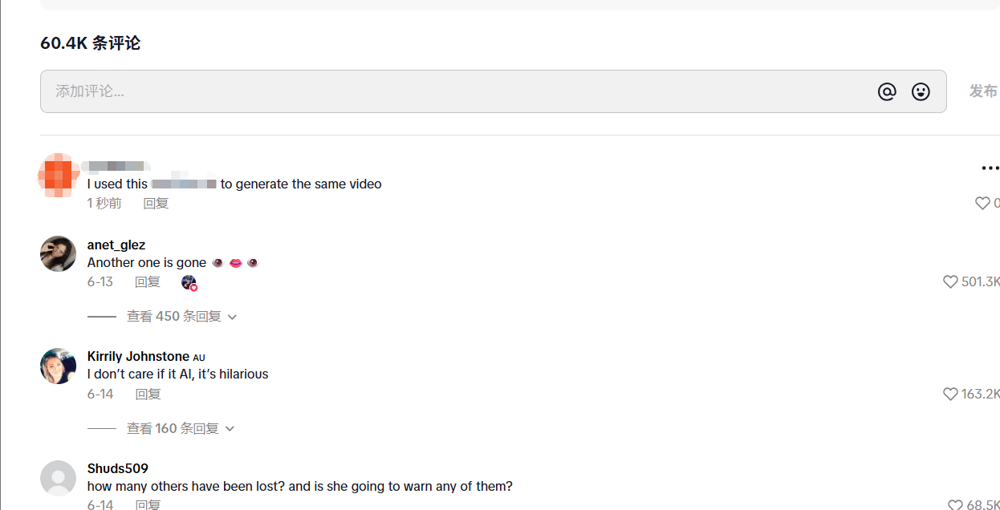 60.4K 条评论
添加评论...
发布
I used this to generate the same video
1 秒前 回复
0
anet_glez
Another one is gone 👁️ 🫦 👁️
6-13 回复
501.3K
查看 450 条回复
Kirrily Johnstone AU
I don’t care if it AI, it’s hilarious
6-14 回复
163.2K
查看 160 条回复
Shuds509
how many others have been lost? and is she going to warn any of them?
6-14 回复
68.5K